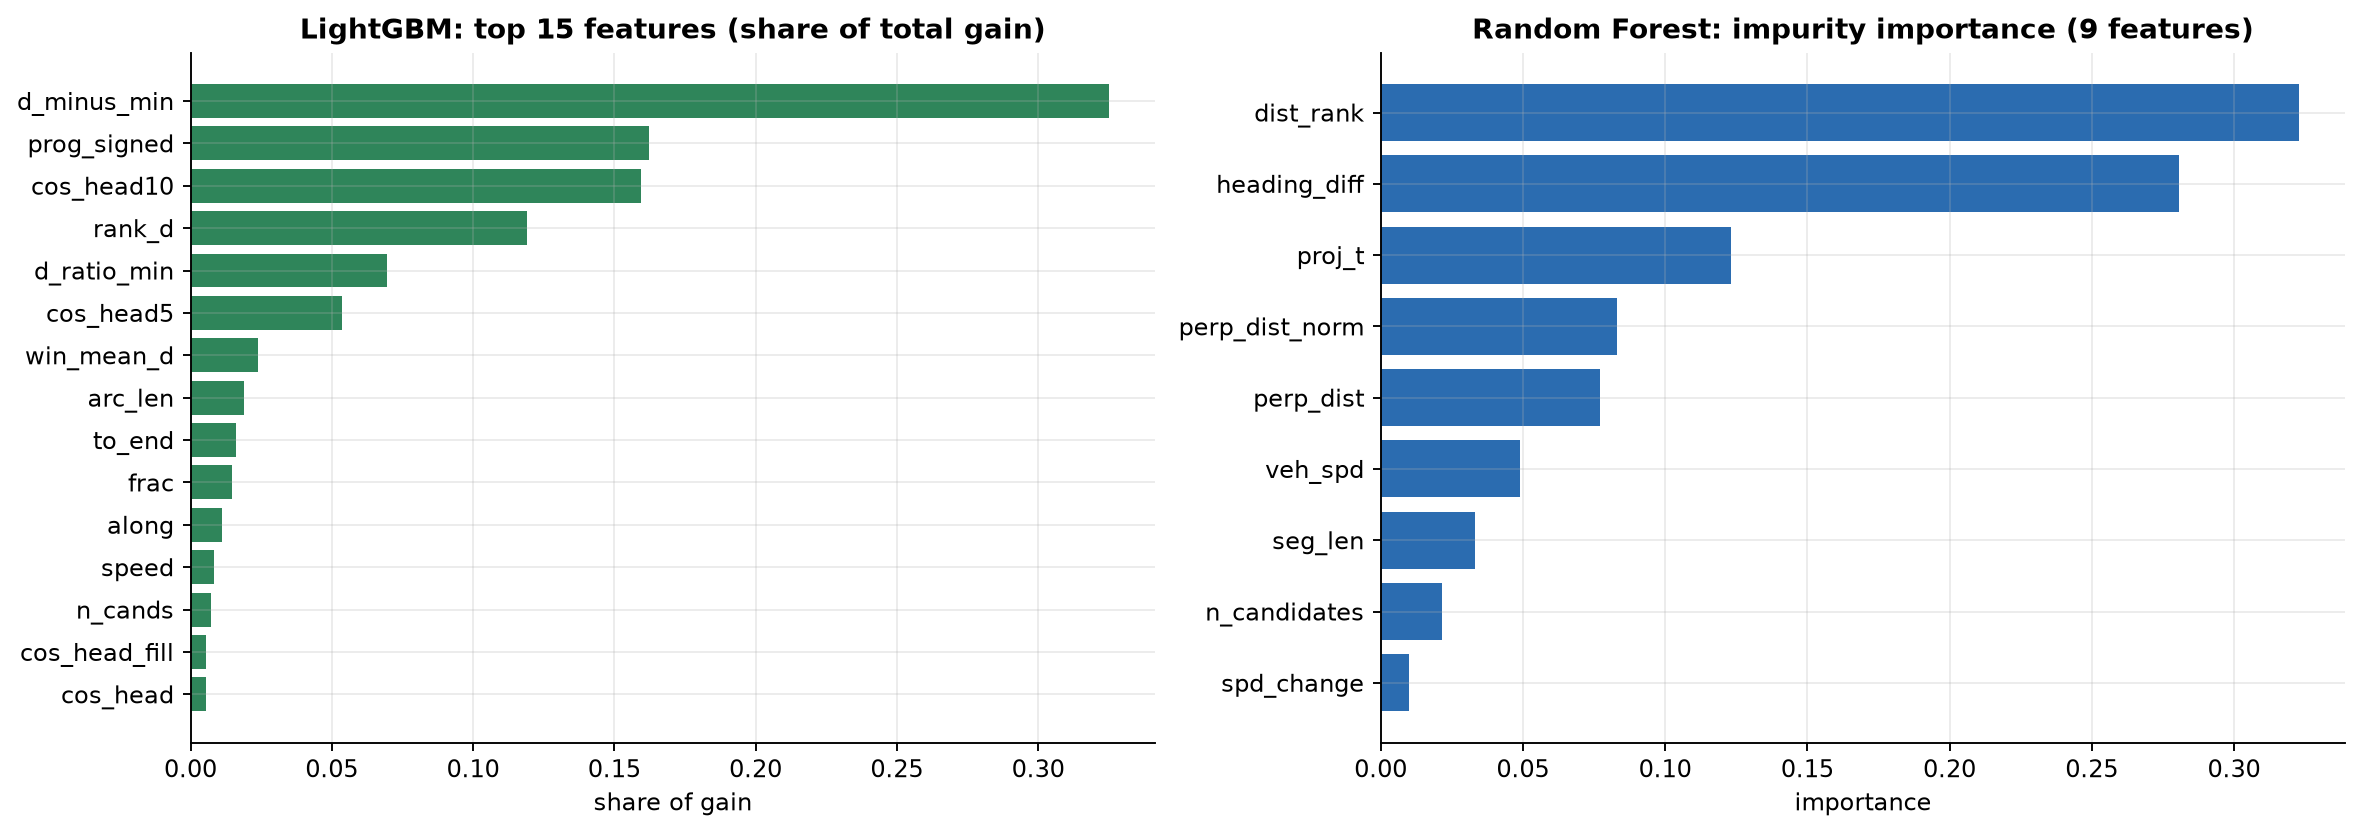 LightGBM: top 15 features (share of total gain)
d_minus_min
prog_signed
cos_head10
rank_d
d_ratio_min
cos_head5
win_mean_d
arc_len
to_end
frac
along
speed
n_cands
cos_head_fill
cos_head
0.00 0.05 0.10 0.15 0.20 0.25 0.30
share of gain
Random Forest: impurity importance (9 features)
dist_rank
heading_diff
proj_t
perp_dist_norm
perp_dist
veh_spd
seg_len
n_candidates
spd_change
0.00 0.05 0.10 0.15 0.20 0.25 0.30
importance